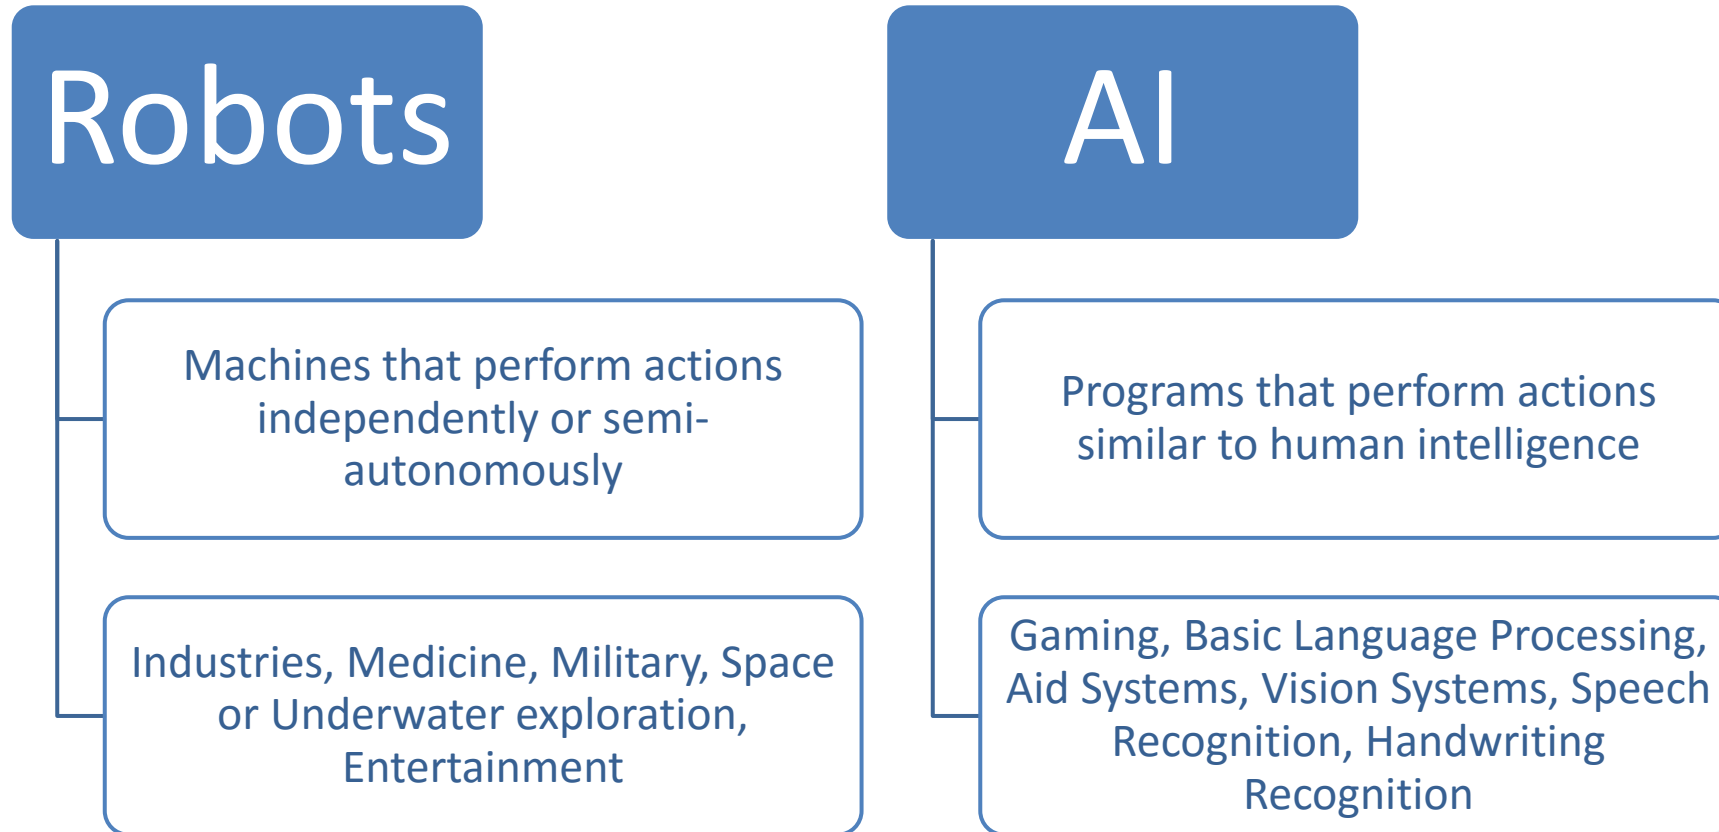 Robots
Machines that perform actions
independently or semi-
autonomously
Industries, Medicine, Military, Space
or Underwater exploration,
Entertainment
AI
Programs that perform actions
similar to human intelligence
Gaming, Basic Language Processing,
Aid Systems, Vision Systems, Speech
Recognition, Handwriting
Recognition